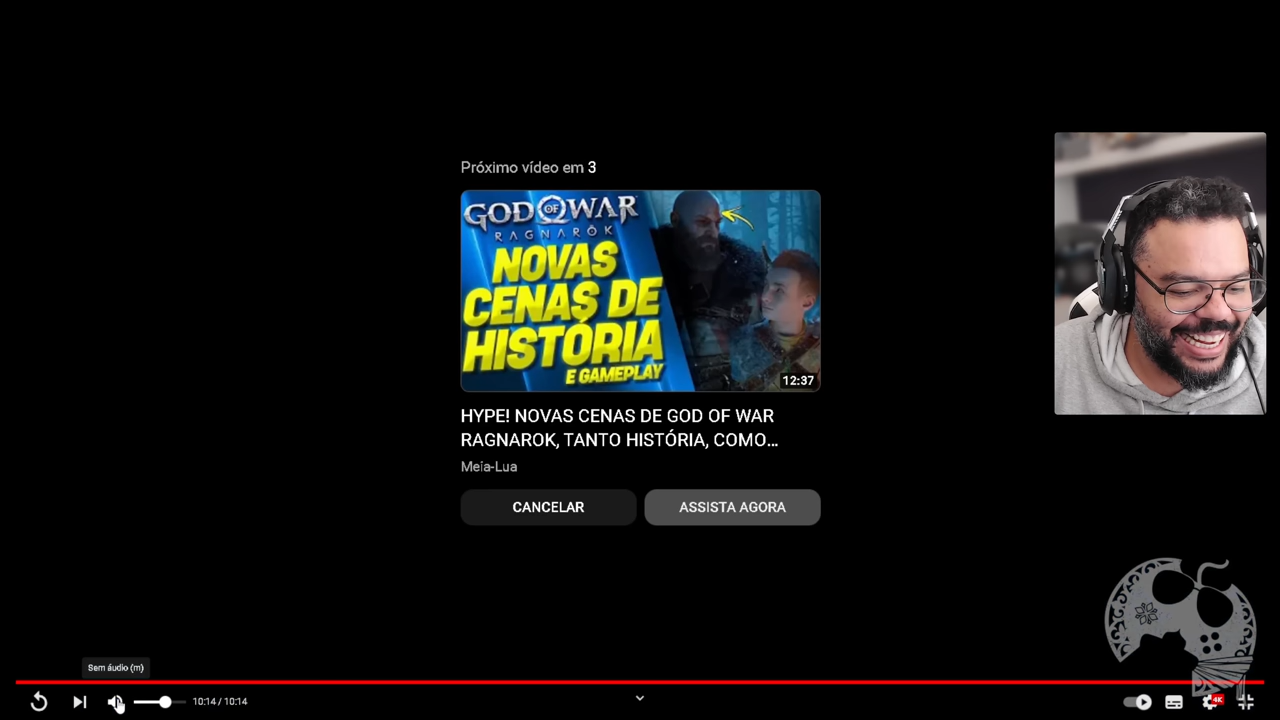 Próximo vídeo em 3
GOD OF WAR
RAGNARÖK
NOVAS
CENAS DE
HISTÓRIA
E GAMEPLAY
12:37
HYPE! NOVAS CENAS DE GOD OF WAR
RAGNAROK, TANTO HISTÓRIA, COMO...
Meia-Lua
CANCELAR
ASSISTA AGORA
Sem áudio (m)
10:14 / 10:14
4K